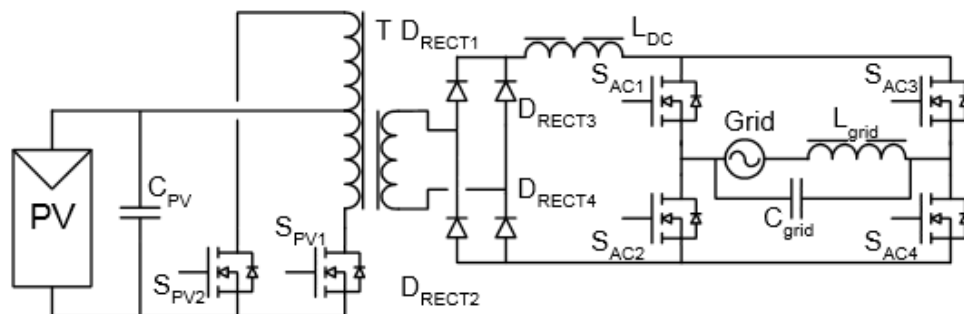 T D_RECT1
L_DC
S_AC1
S_AC3
D_RECT3
Grid
L_grid
PV
C_PV
D_RECT4
C_grid
S_PV1
S_AC2
S_AC4
S_PV2
D_RECT2